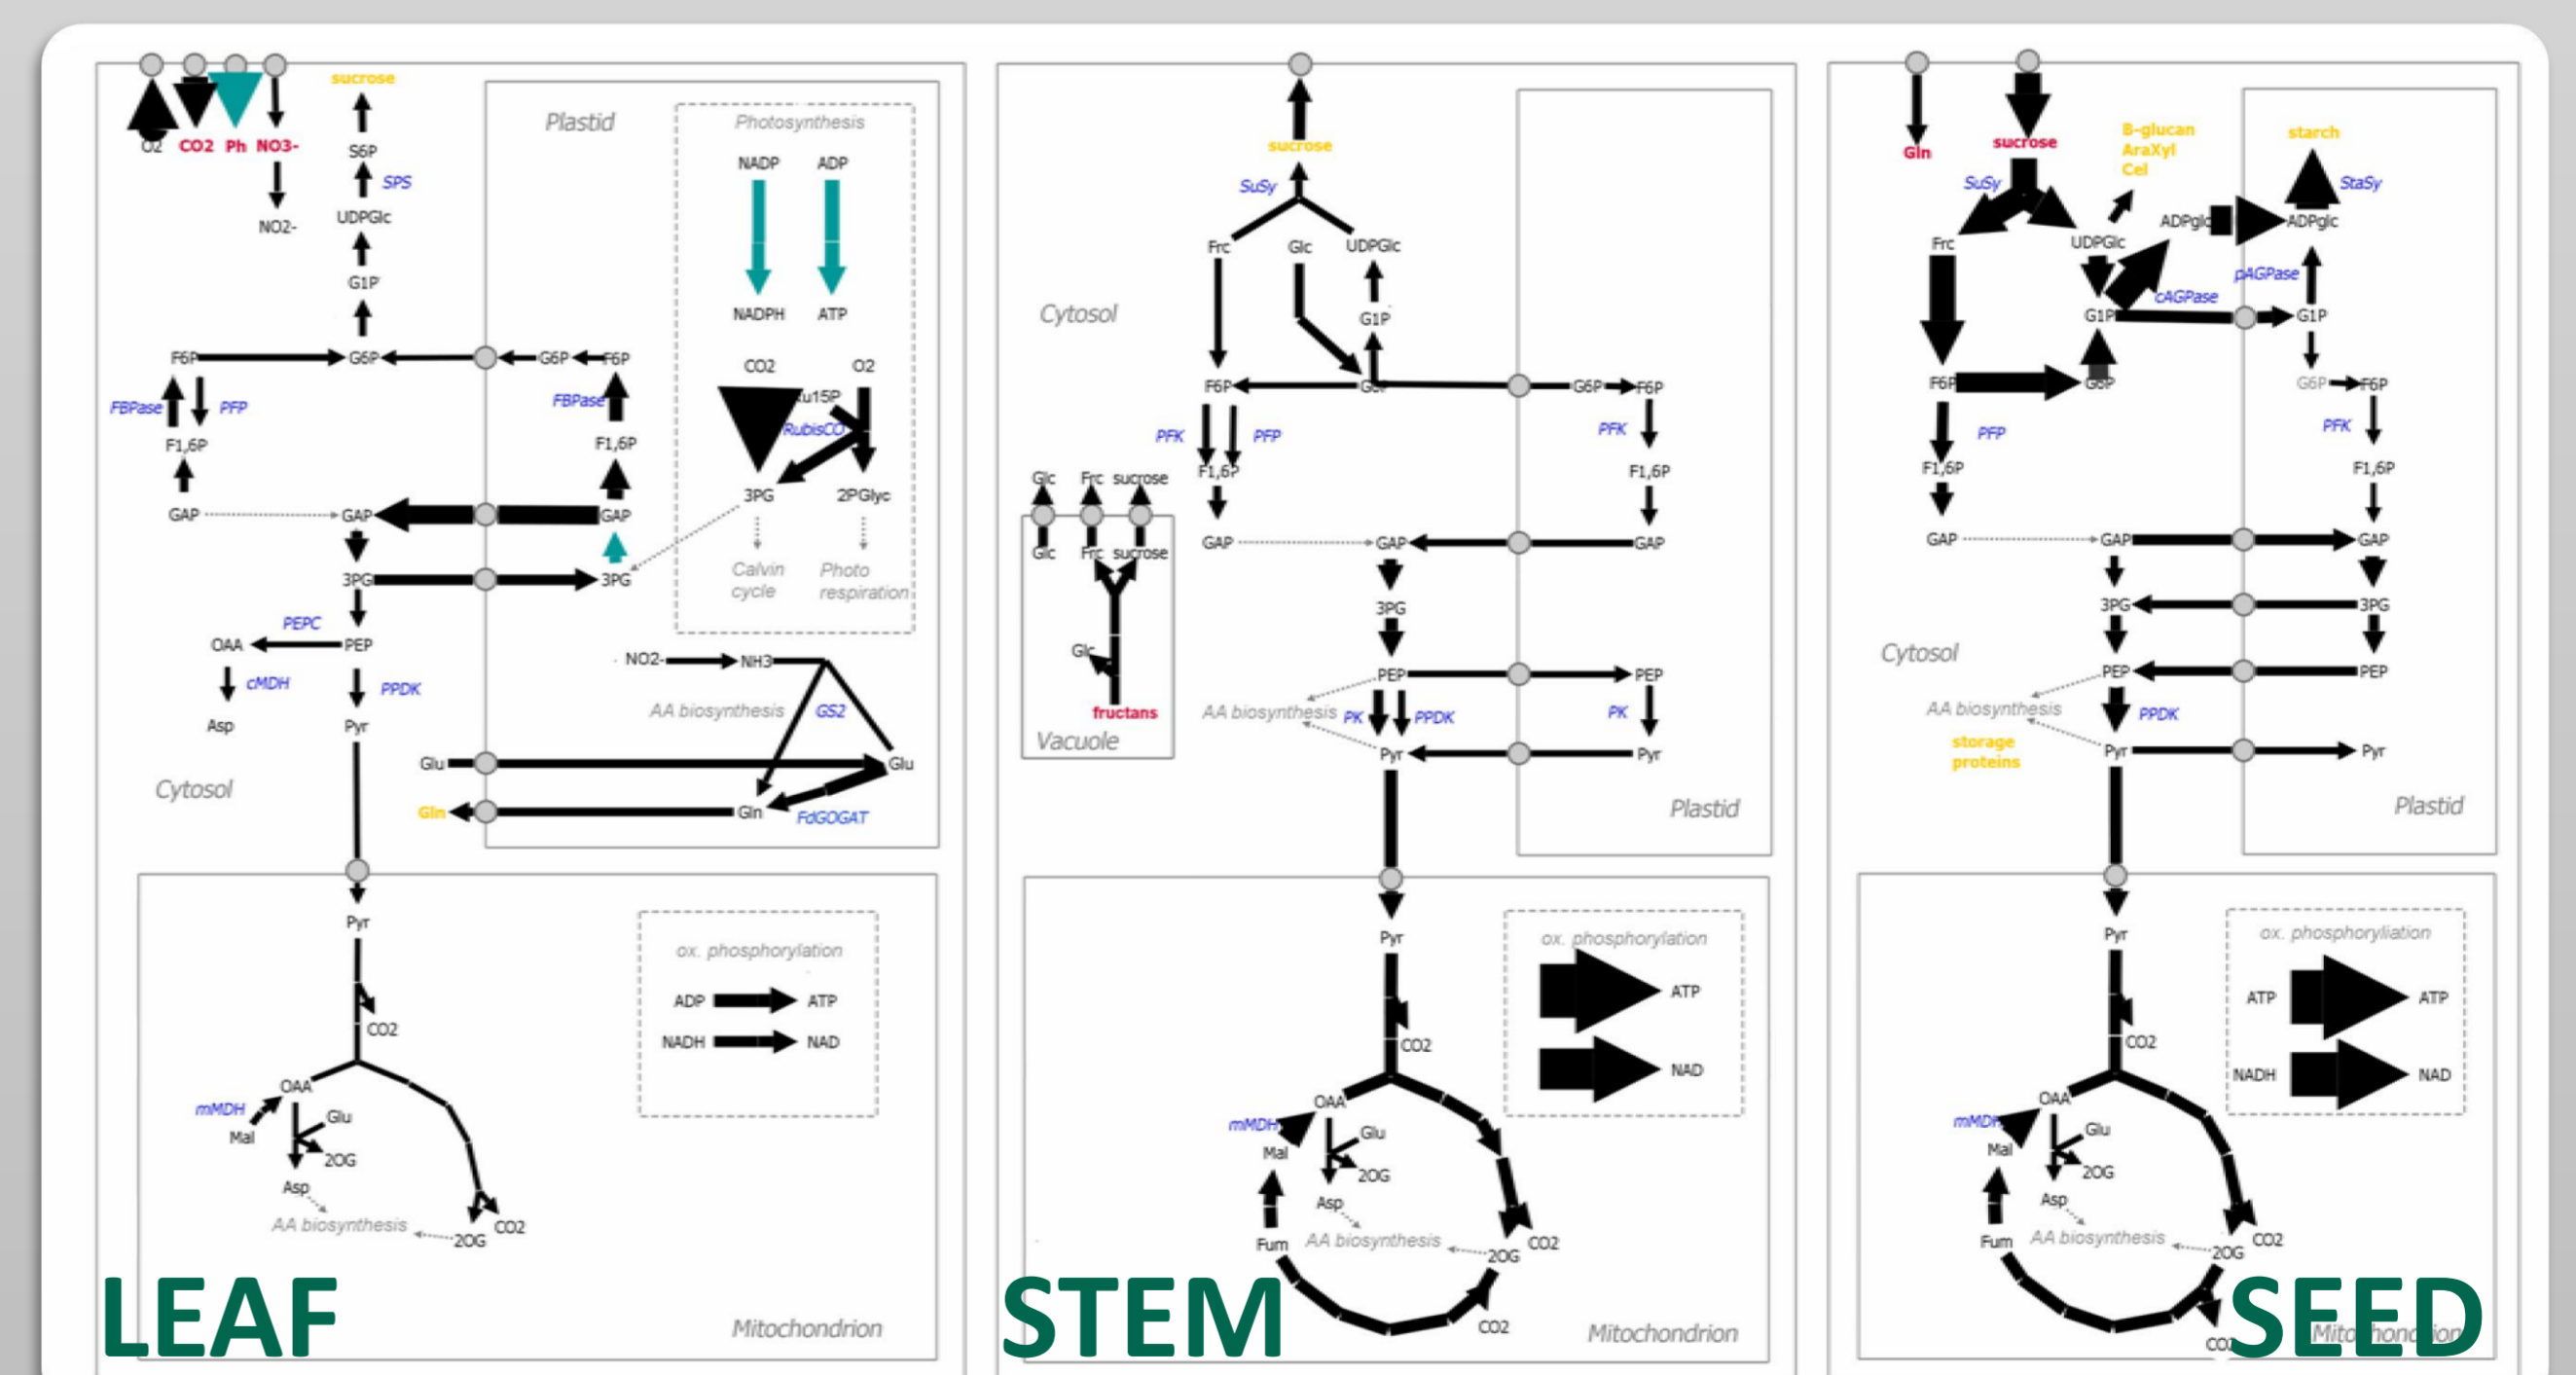 sucrose
O2 CO2 Ph NO3-
S6P
SPS
NO2-
UDPGlc
G1P
F6P
G6P
G6P
F6P
FBPase
PFP
FBPase
F1,6P
F1,6P
GAP
GAP
GAP
3PG
3PG
PEPC
OAA
PEP
cMDH
PPDK
Asp
Pyr
Cytosol
Plastid
Photosynthesis
NADP
ADP
NADPH
ATP
CO2
O2
RubisCO
3PG
2PGlyc
Calvin
cycle
Photo
respiration
NO2-
NH3
AA biosynthesis
GS2
Glu
Glu
Gln
Gln
FdGOGAT
Pyr
CO2
ox. phosphorylation
ADP
ATP
NADH
NAD
OAA
mMDH
Mal
Glu
2OG
Asp
AA biosynthesis
2OG
CO2
LEAF
Mitochondrion
sucrose
SuSy
Frc
Glc
UDPGlc
Cytosol
G1P
F6P
G6P
F6P
PFK
PFP
PFK
F1,6P
F1,6P
Glc
Frc
sucrose
Glc
Frc
sucrose
Glc
fructans
Vacuole
GAP
GAP
GAP
3PG
PEP
PEP
AA biosynthesis
PK
PPDK
PK
Pyr
Pyr
Plastid
Pyr
CO2
ox. phosphorylation
ATP
NAD
OAA
mMDH
Mal
Glu
2OG
Asp
Fum
AA biosynthesis
2OG
CO2
CO2
STEM
Mitochondrion
Gln
sucrose
B-glucan
AraXyl
Cel
starch
SuSy
StaSy
ADPglc
ADPglc
Frc
UDPGlc
pAGPase
cAGPase
G1P
G1P
F6P
G6P
G6P
F6P
PFP
PFK
F1,6P
F1,6P
GAP
GAP
GAP
3PG
3PG
Cytosol
PEP
PEP
AA biosynthesis
PPDK
storage
proteins
Pyr
Pyr
Plastid
Pyr
CO2
ox. phosphoryliation
ATP
ATP
NADH
NAD
OAA
mMDH
Mal
Glu
2OG
Asp
Fum
AA biosynthesis
2OG
CO2
SEED
Mitochondrion